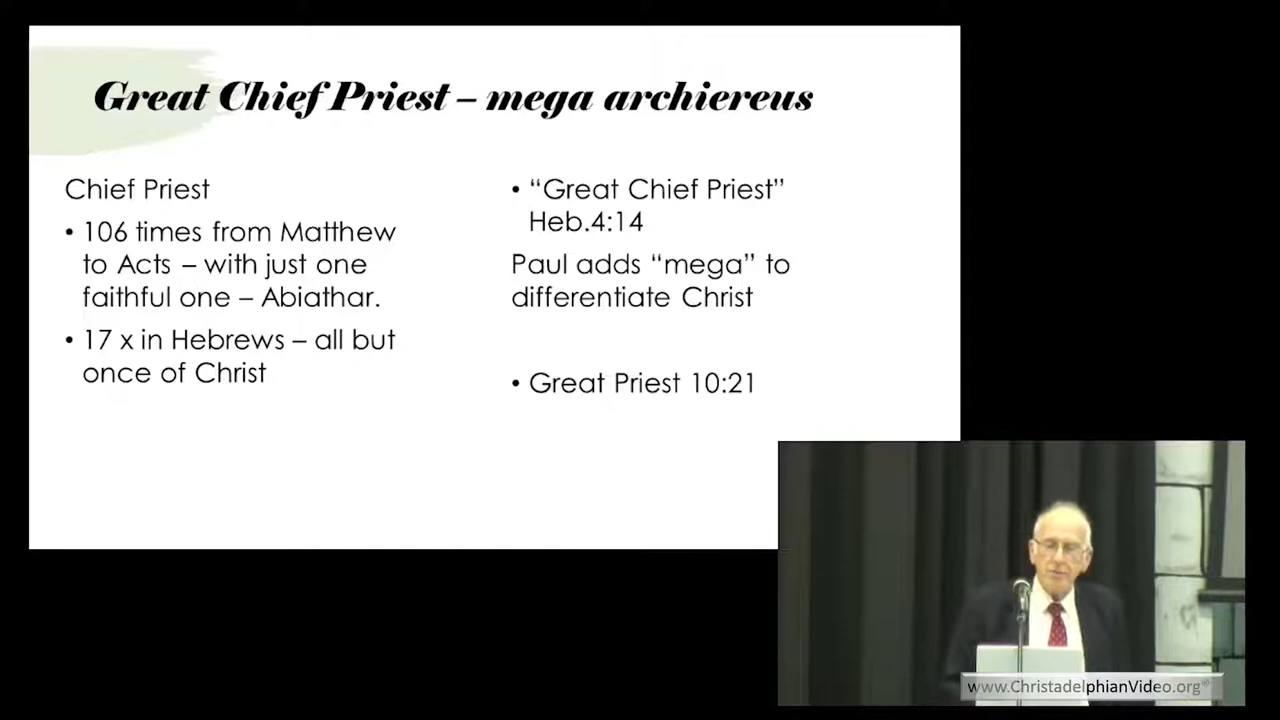 Great Chief Priest – mega archiereus
Chief Priest
• 106 times from Matthew
to Acts – with just one
faithful one – Abiathar.
• 17 x in Hebrews – all but
once of Christ
• “Great Chief Priest”
Heb.4:14
Paul adds “mega” to
differentiate Christ
• Great Priest 10:21
www.ChristadelphianVideo.org®